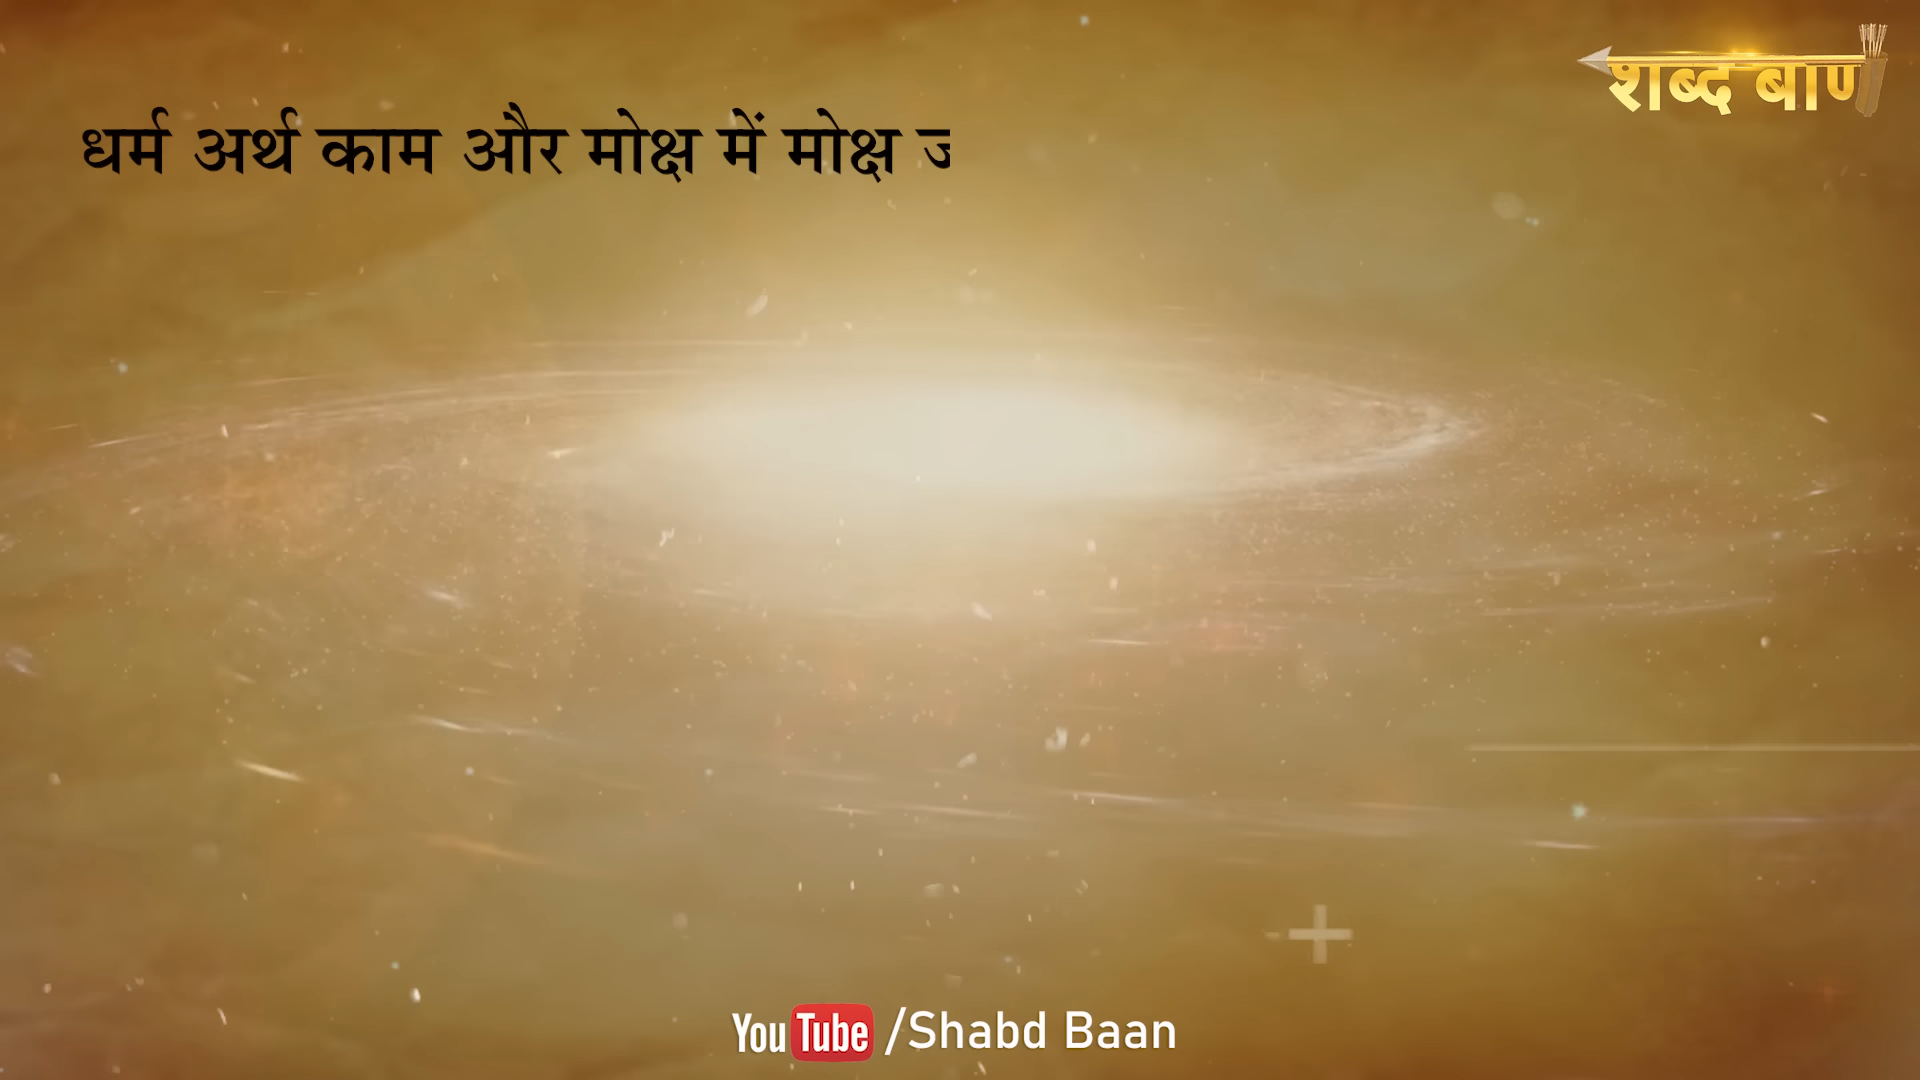 शब्द बाण
धर्म अर्थ काम और मोक्ष में मोक्ष
YouTube /Shabd Baan